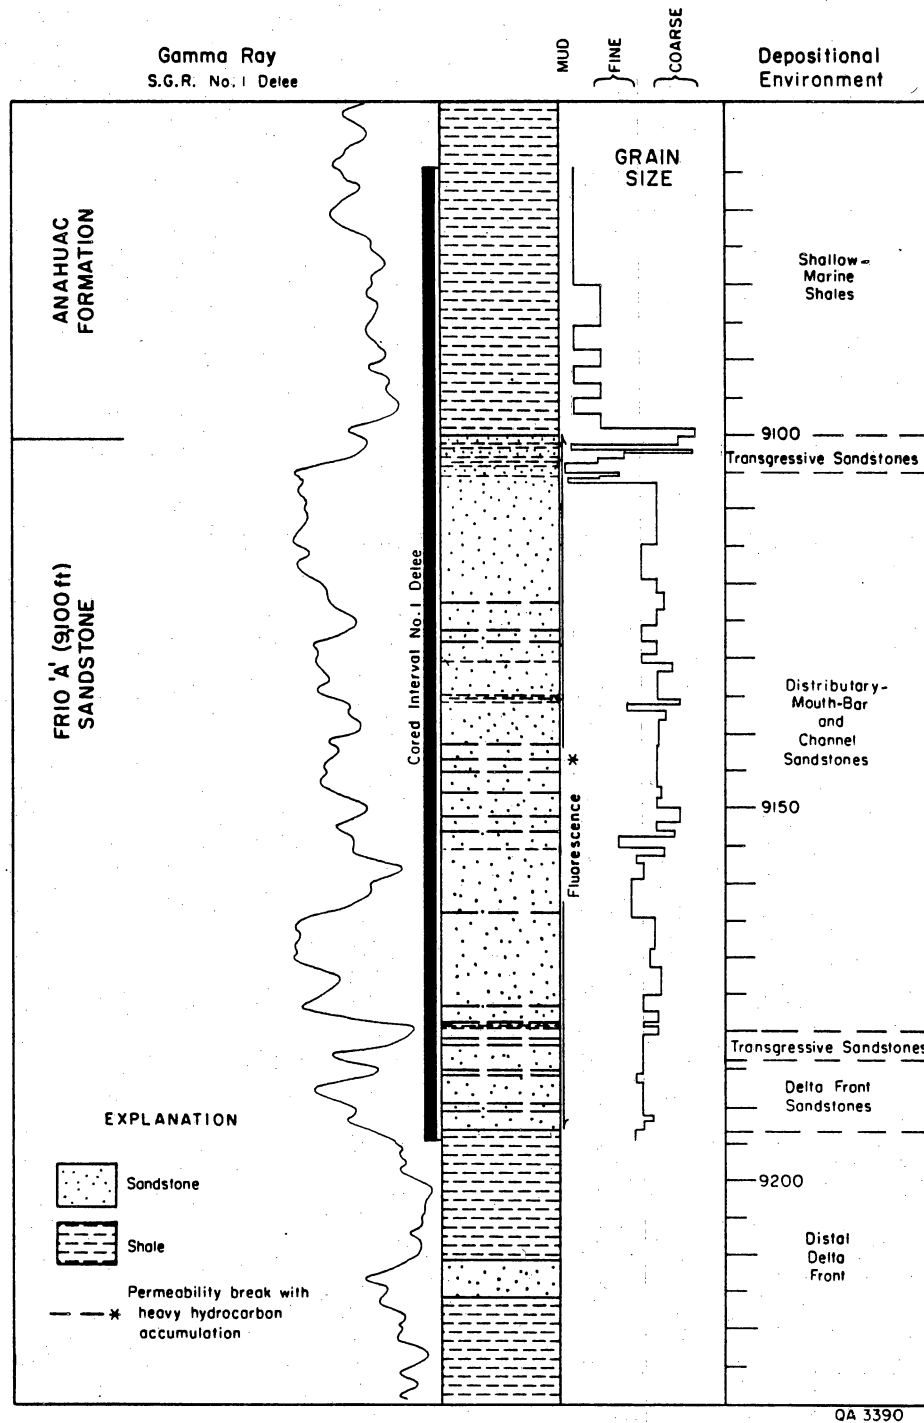 Gamma Ray
S.G.R. No. 1 Delee
MUD
FINE
COARSE
Depositional
Environment
GRAIN
SIZE
ANAHUAC
FORMATION
Shallow-
Marine
Shales
9100
Transgressive Sandstones
FRIO 'A' (9,100 ft)
SANDSTONE
Cored Interval No. 1 Delee
Distributary-
Mouth-Bar
and
Channel
Sandstones
*
9150
Fluorescence
Transgressive Sandstones
Delta Front
Sandstones
EXPLANATION
Sandstone
Shale
Permeability break with
heavy hydrocarbon
accumulation
*
9200
Distal
Delta
Front
QA 3390